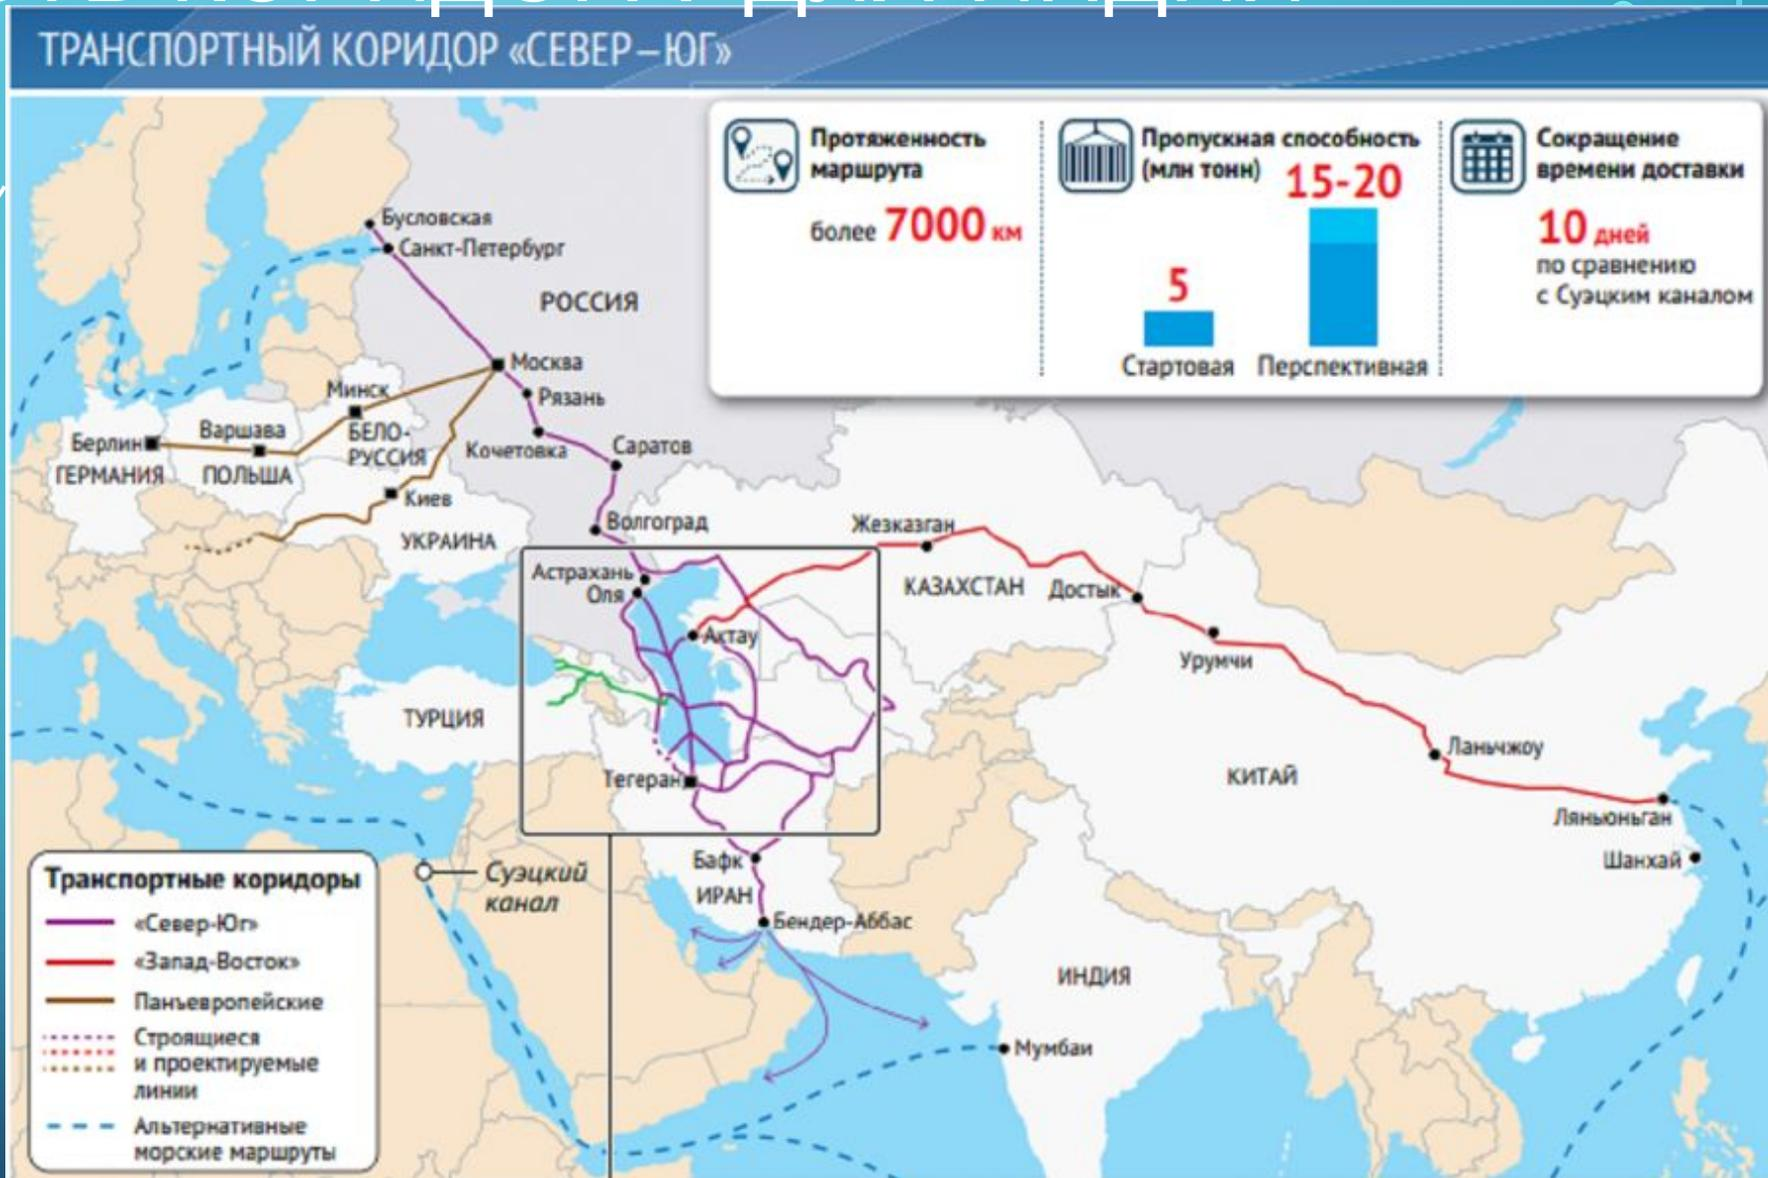 ТРАНСПОРТНЫЙ КОРИДОР «СЕВЕР–ЮГ»
Протяженность
маршрута
более 7000 км
Пропускная способность
(млн тонн)
15-20
5
Стартовая
Перспективная
Сокращение
времени доставки
10 дней
по сравнению
с Суэцким каналом
Бусловская
Санкт-Петербург
РОССИЯ
Москва
Минск
Рязань
Варшава
Берлин
БЕЛО-
РУССИЯ
Кочетовка
Саратов
ГЕРМАНИЯ
ПОЛЬША
Киев
Волгоград
Жезказган
УКРАИНА
Астрахань
Оля
КАЗАХСТАН
Достык
Актау
Урумчи
ТУРЦИЯ
Ланьчжоу
Тегеран
КИТАЙ
Ляньюньган
Бафк
Шанхай
ИРАН
Суэцкий
канал
Бендер-Аббас
ИНДИЯ
Мумбаи
Транспортные коридоры
«Север-Юг»
«Запад-Восток»
Панъевропейские
Строящиеся
и проектируемые
линии
Альтернативные
морские маршруты